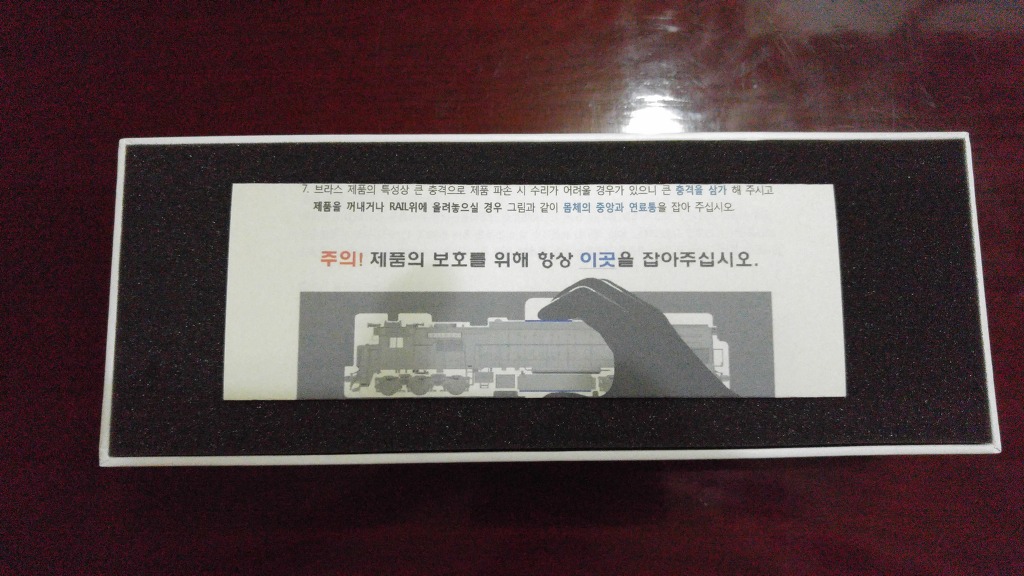 7. 브라스 제품의 특성상 큰 충격으로 제품 파손 시 수리가 어려울 경우가 있으니 큰 충격을 삼가 해 주시고
제품을 꺼내거나 RAIL위에 올려놓으실 경우 그림과 같이 몸체의 중앙과 연료통을 잡아 주십시오.
주의! 제품의 보호를 위해 항상 이곳을 잡아주십시오.